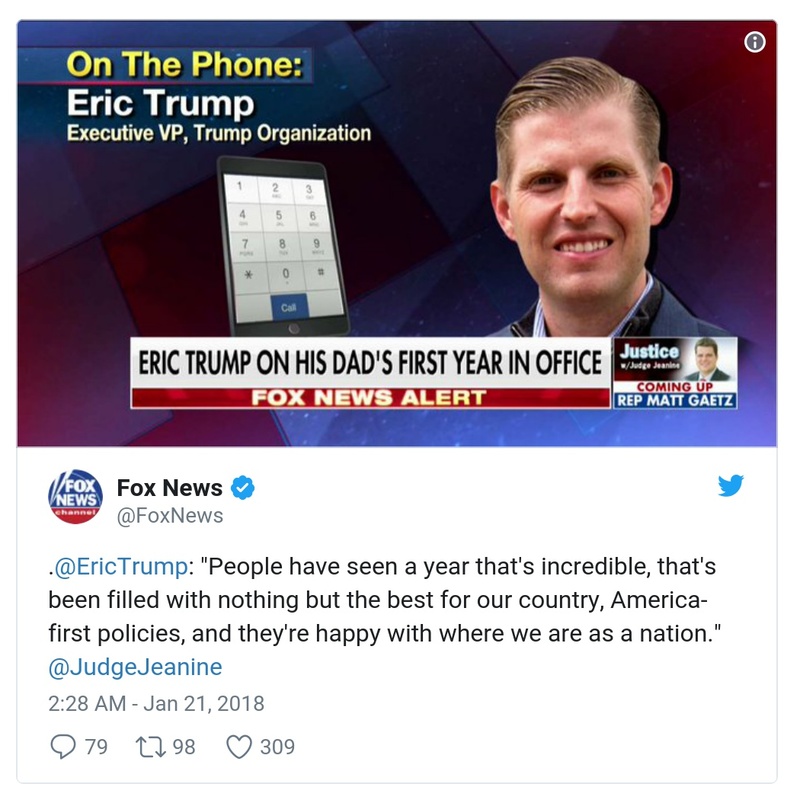 On The Phone:
Eric Trump
Executive VP, Trump Organization
1 2 3
4 5 6
7 8 9
* 0 #
Call
ERIC TRUMP ON HIS DAD'S FIRST YEAR IN OFFICE
FOX NEWS ALERT
Justice
w/Judge Jeanine
COMING UP
REP MATT GAETZ
FOX
NEWS
channel
Fox News
@FoxNews
.@EricTrump: "People have seen a year that's incredible, that's
been filled with nothing but the best for our country, America-
first policies, and they're happy with where we are as a nation."
@JudgeJeanine
2:28 AM - Jan 21, 2018
79 98 309